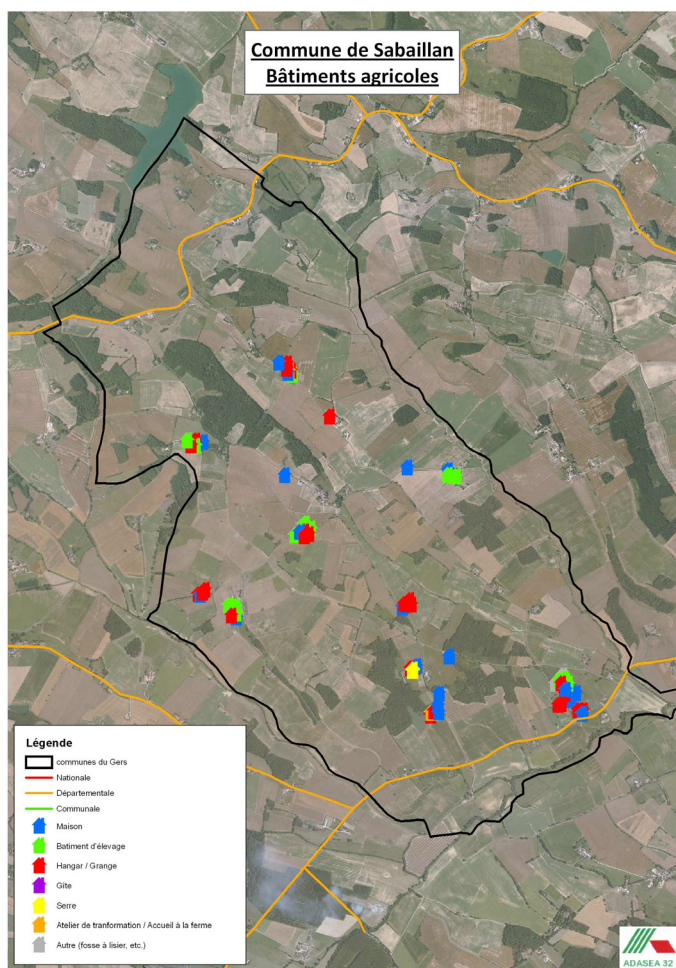 Commune de Sabaillan
Bâtiments agricoles
Légende
communes du Gers
Nationale
Départementale
Communale
Maison
Batiment d'élevage
Hangar / Grange
Gîte
Serre
Atelier de tranformation / Accueil à la ferme
Autre (fosse à lisier, etc.)
ADASEA 32